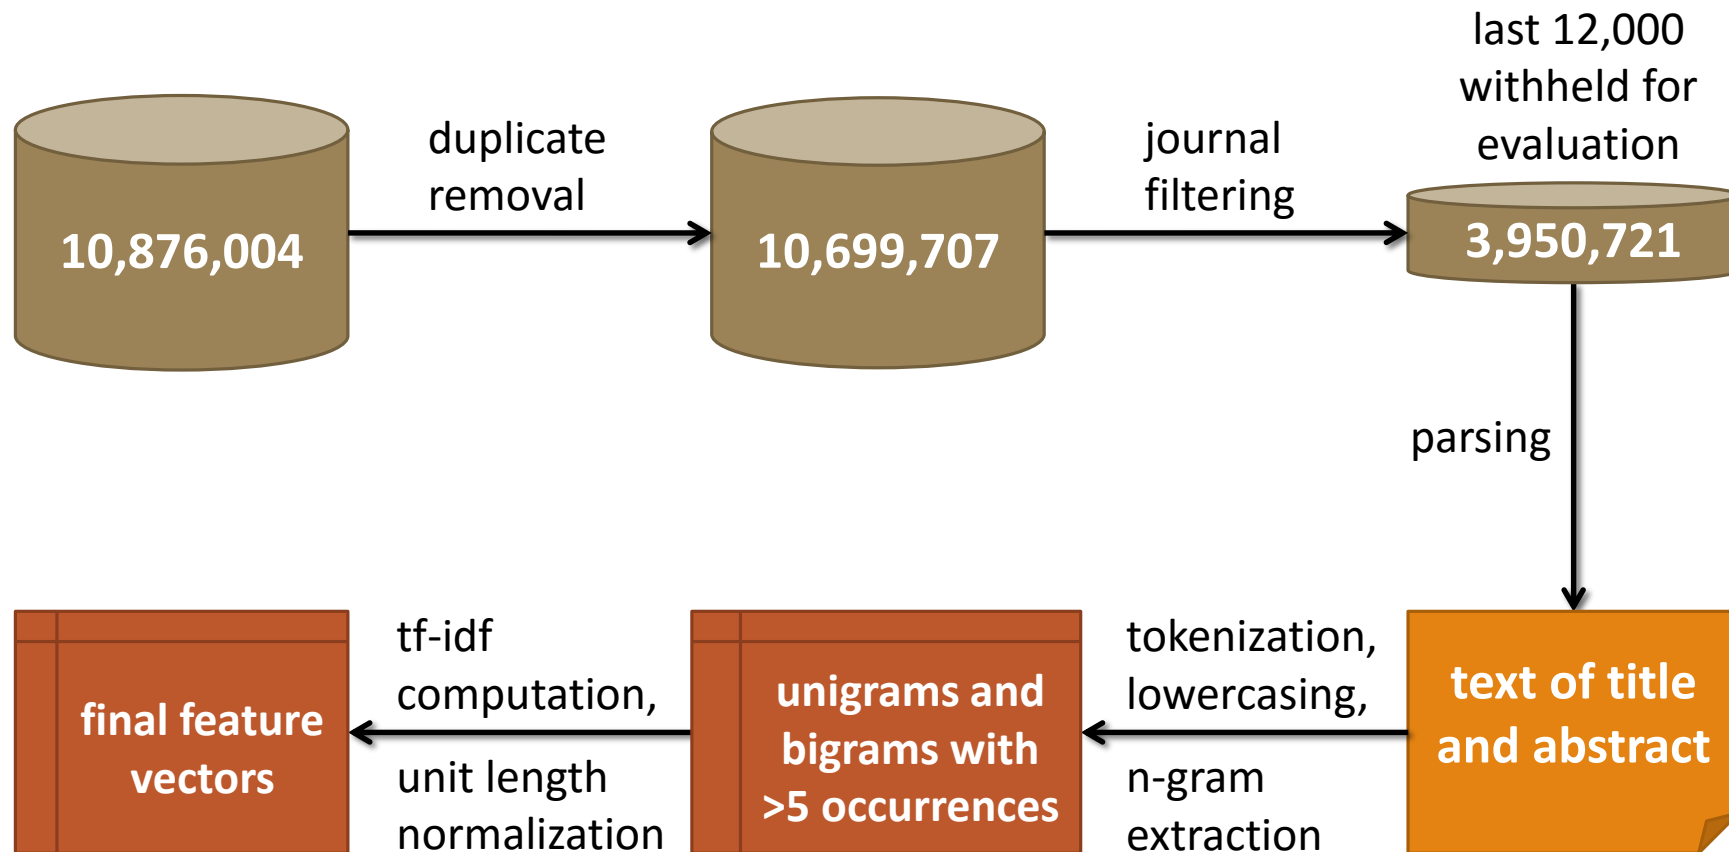 10,876,004
duplicate
removal
10,699,707
journal
filtering
last 12,000
withheld for
evaluation
3,950,721
parsing
text of title
and abstract
tokenization,
lowercasing,
n-gram
extraction
unigrams and
bigrams with
>5 occurrences
tf-idf
computation,
unit length
normalization
final feature
vectors